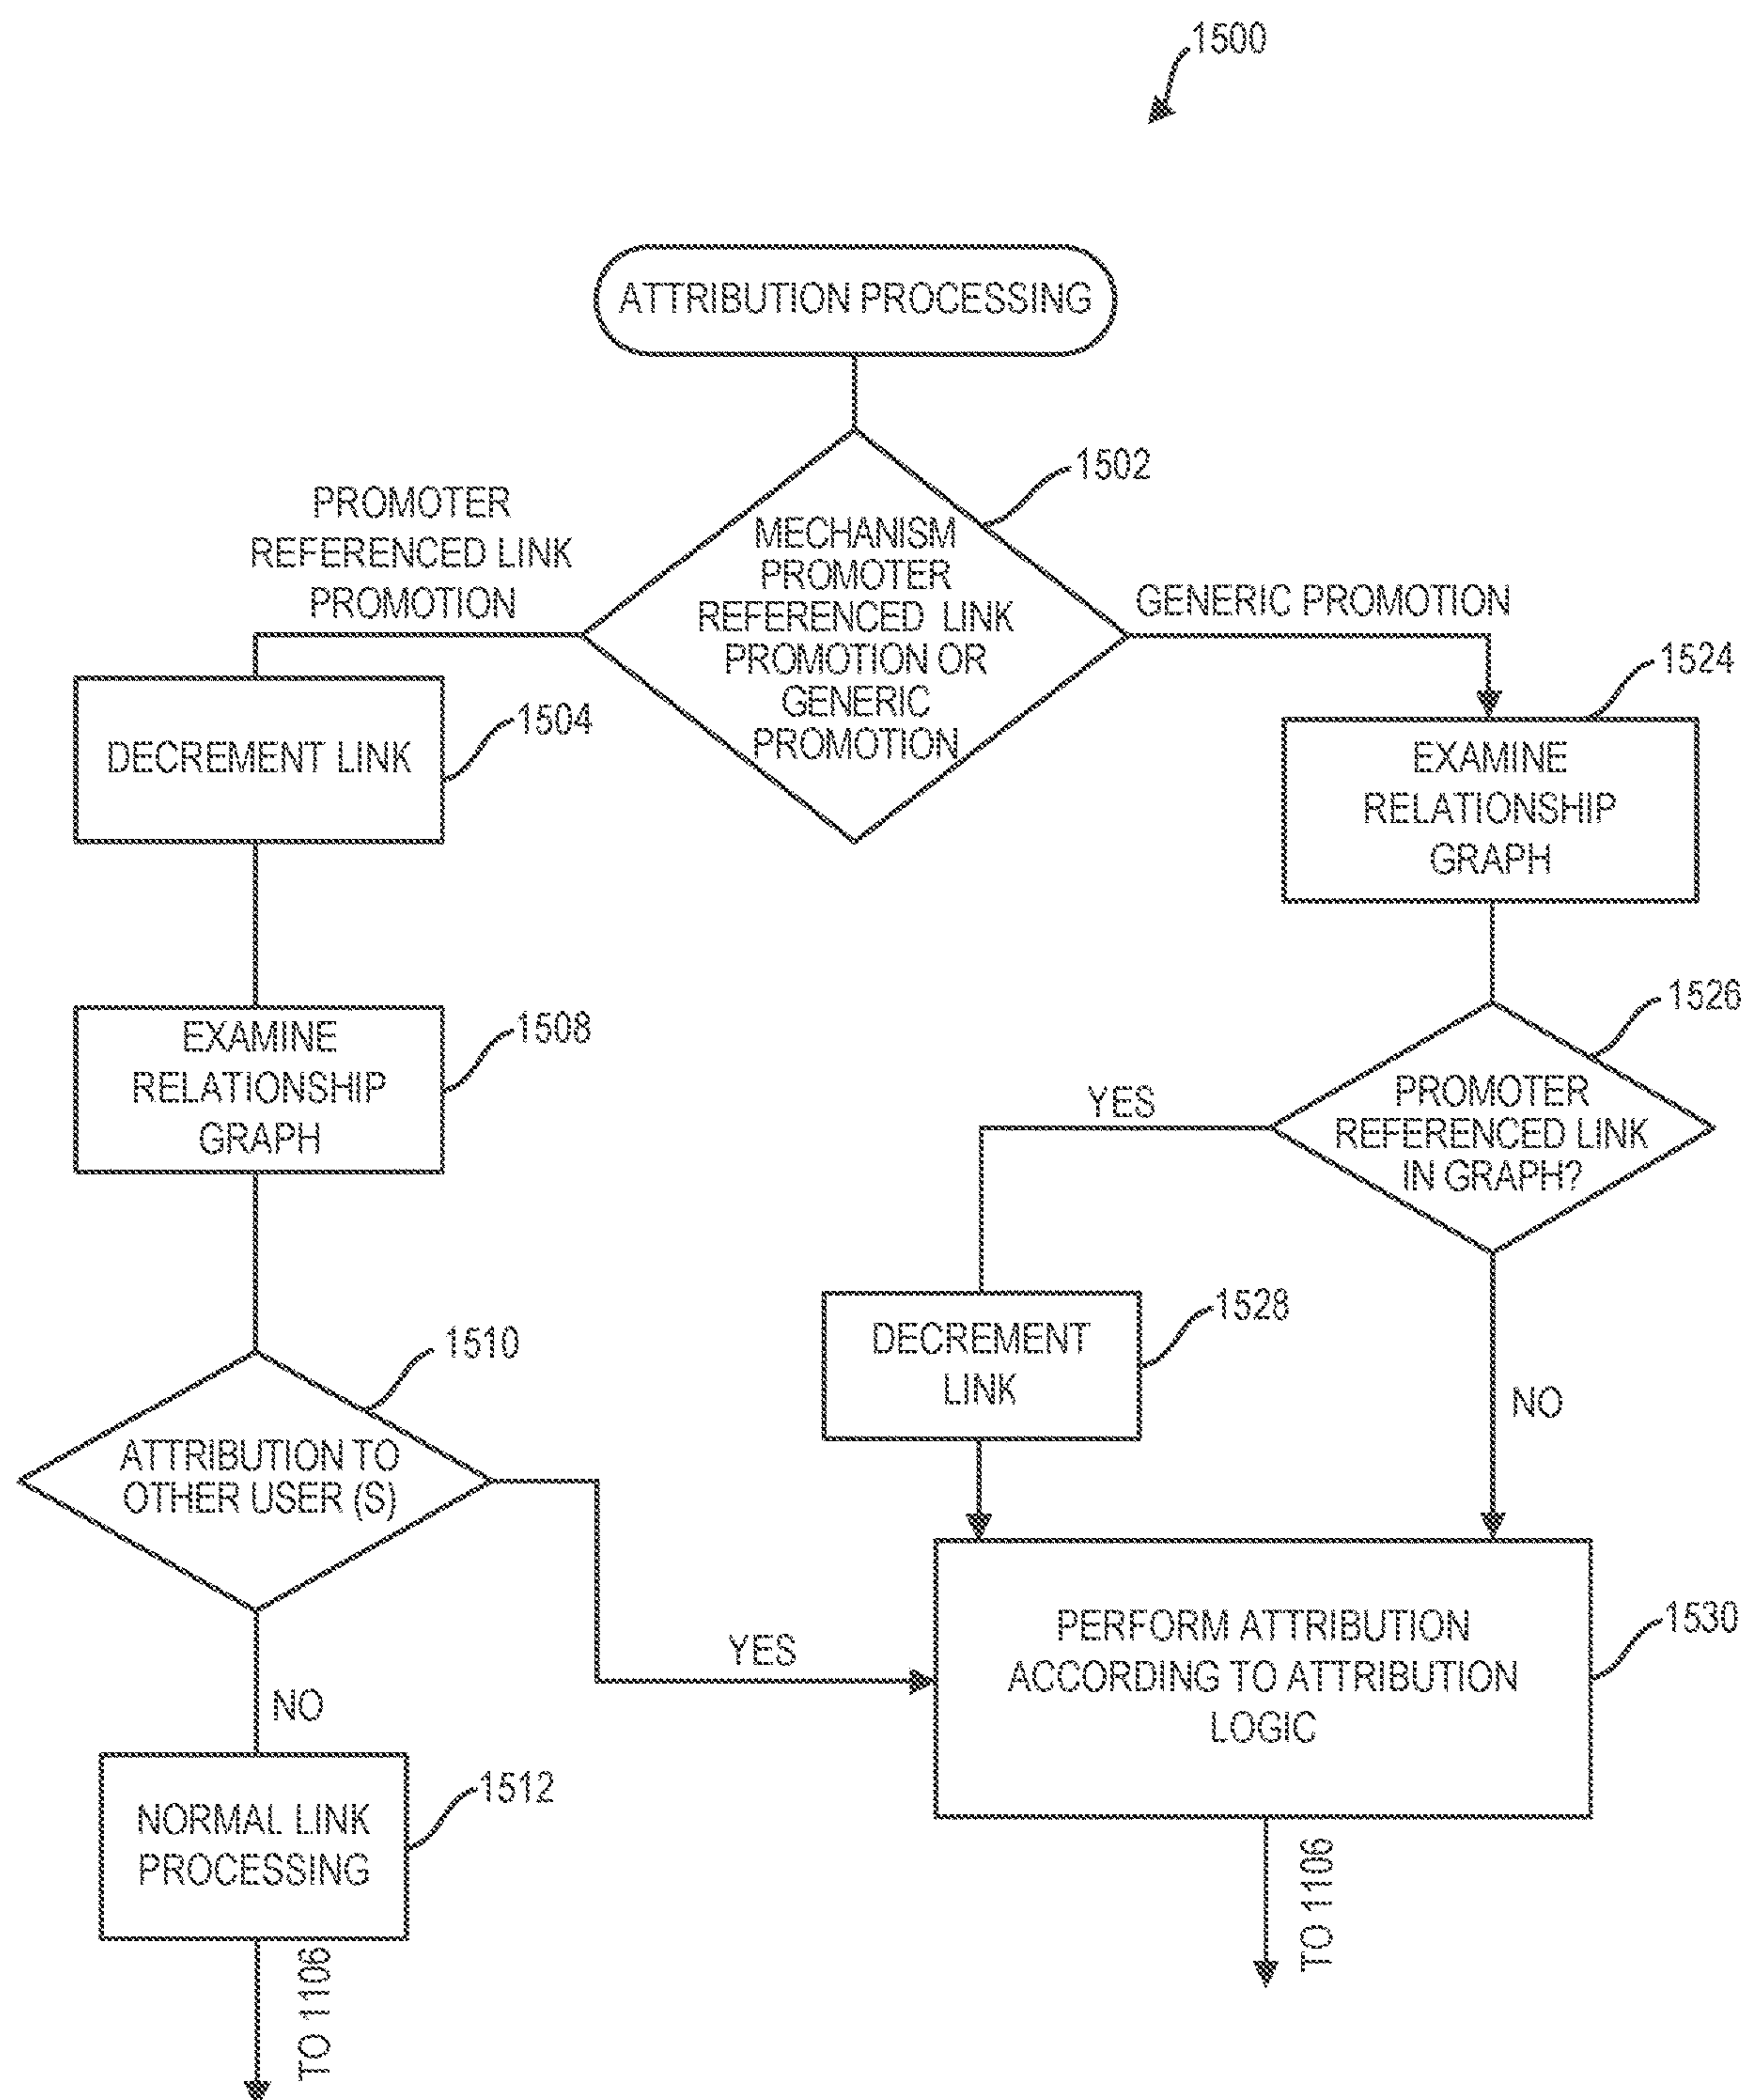 1500
ATTRIBUTION PROCESSING
1502
PROMOTER
REFERENCED LINK
PROMOTION
MECHANISM
PROMOTER
REFERENCED LINK
PROMOTION OR
GENERIC
PROMOTION
GENERIC PROMOTION
1504
DECREMENT LINK
1524
EXAMINE
RELATIONSHIP
GRAPH
1508
EXAMINE
RELATIONSHIP
GRAPH
1526
PROMOTER
REFERENCED LINK
IN GRAPH?
YES
1528
DECREMENT
LINK
NO
1510
ATTRIBUTION TO
OTHER USER (S)
YES
NO
1530
PERFORM ATTRIBUTION
ACCORDING TO ATTRIBUTION
LOGIC
1512
NORMAL LINK
PROCESSING
TO 1106
TO 1106